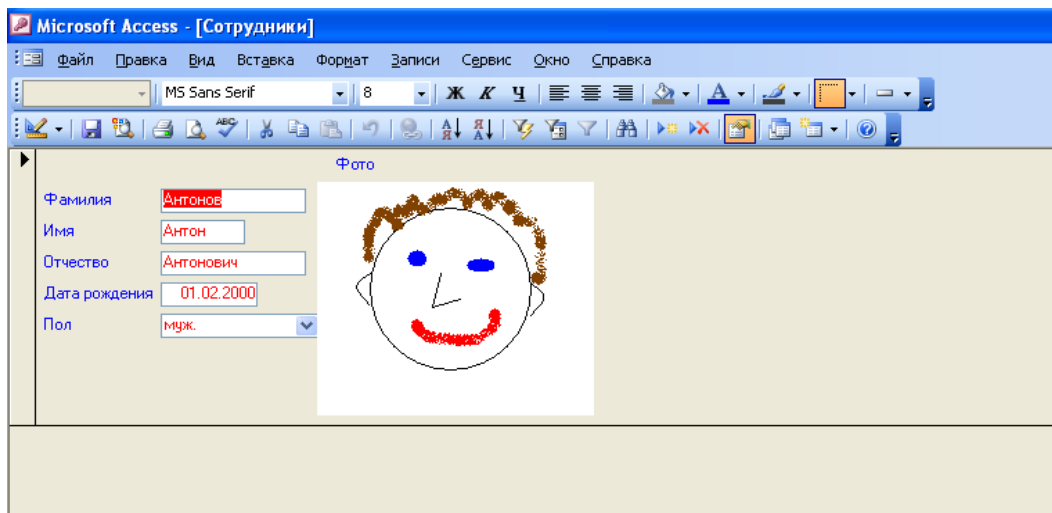 Microsoft Access - [Сотрудники]
Файл Правка Вид Вставка Формат Записи Сервис Окно Справка
MS Sans Serif 8 Ж К Ч
Фото
Фамилия Антонов
Имя Антон
Отчество Антонович
Дата рождения 01.02.2000
Пол муж.